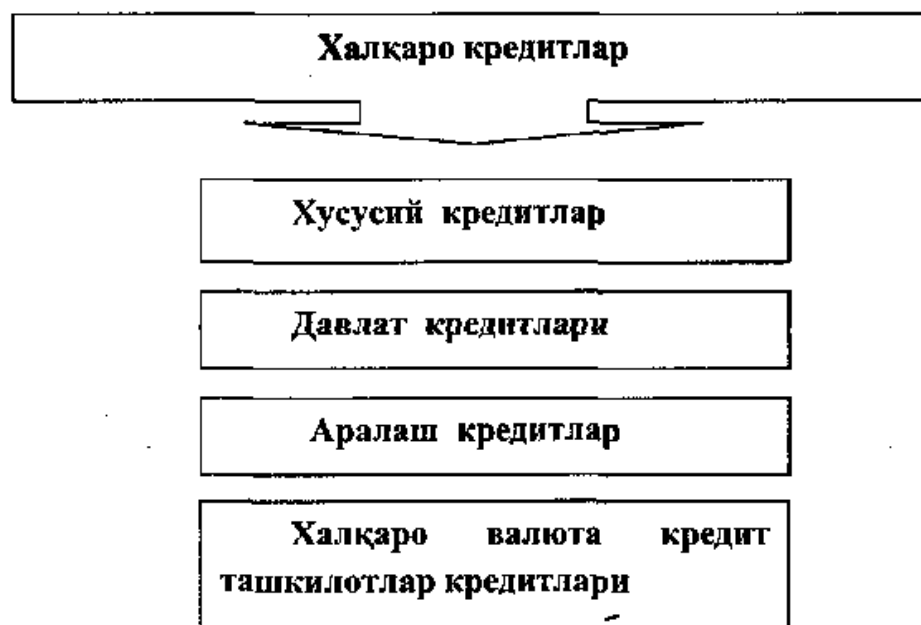 Халқаро кредитлар
Хусусий кредитлар
Давлат кредитлари
Аралаш кредитлар
Халқаро валюта кредит
ташкилотлар кредитлари